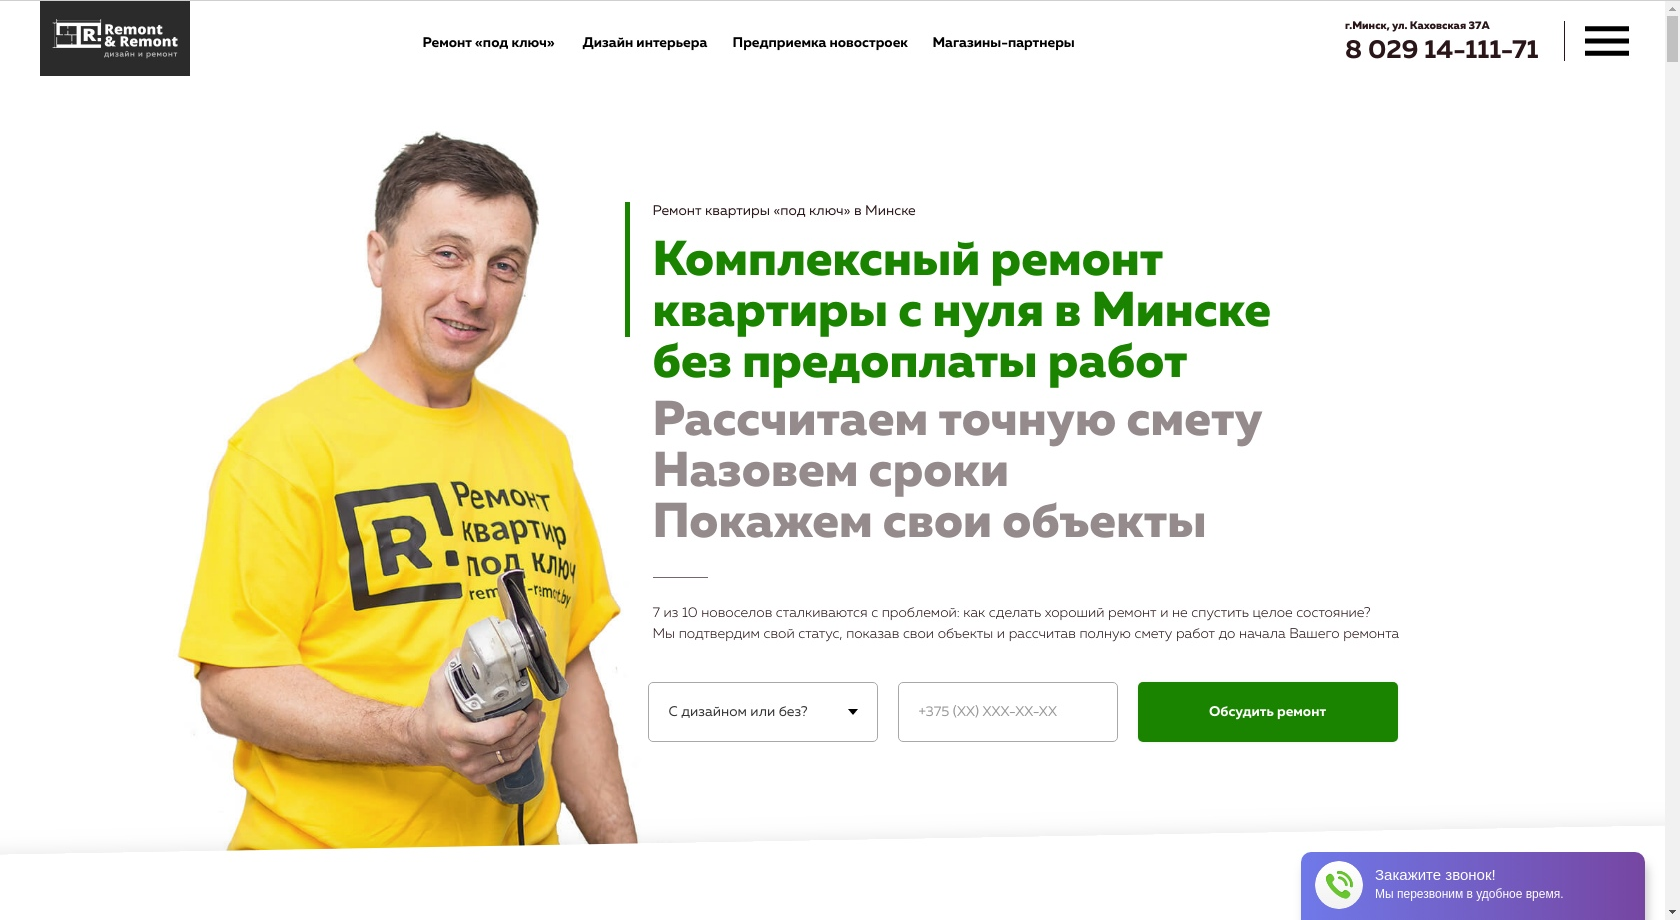 Remont
& Remont
дизайн и ремонт
Ремонт «под ключ»
Дизайн интерьера
Предприемка новостроек
Магазины-партнеры
г.Минск, ул. Каховская 37А
8 029 14-111-71
Ремонт квартиры «под ключ» в Минске
Комплексный ремонт
квартиры с нуля в Минске
без предоплаты работ
Рассчитаем точную смету
Назовем сроки
Покажем свои объекты
R.
Ремонт
квартир
под ключ
7 из 10 новоселов сталкиваются с проблемой: как сделать хороший ремонт и не спустить целое состояние?
Мы подтвердим свой статус, показав свои объекты и рассчитав полную смету работ до начала Вашего ремонта
С дизайном или без?
+375 (XX) XXX-XX-XX
Обсудить ремонт
Закажите звонок!
Мы перезвоним в удобное время.